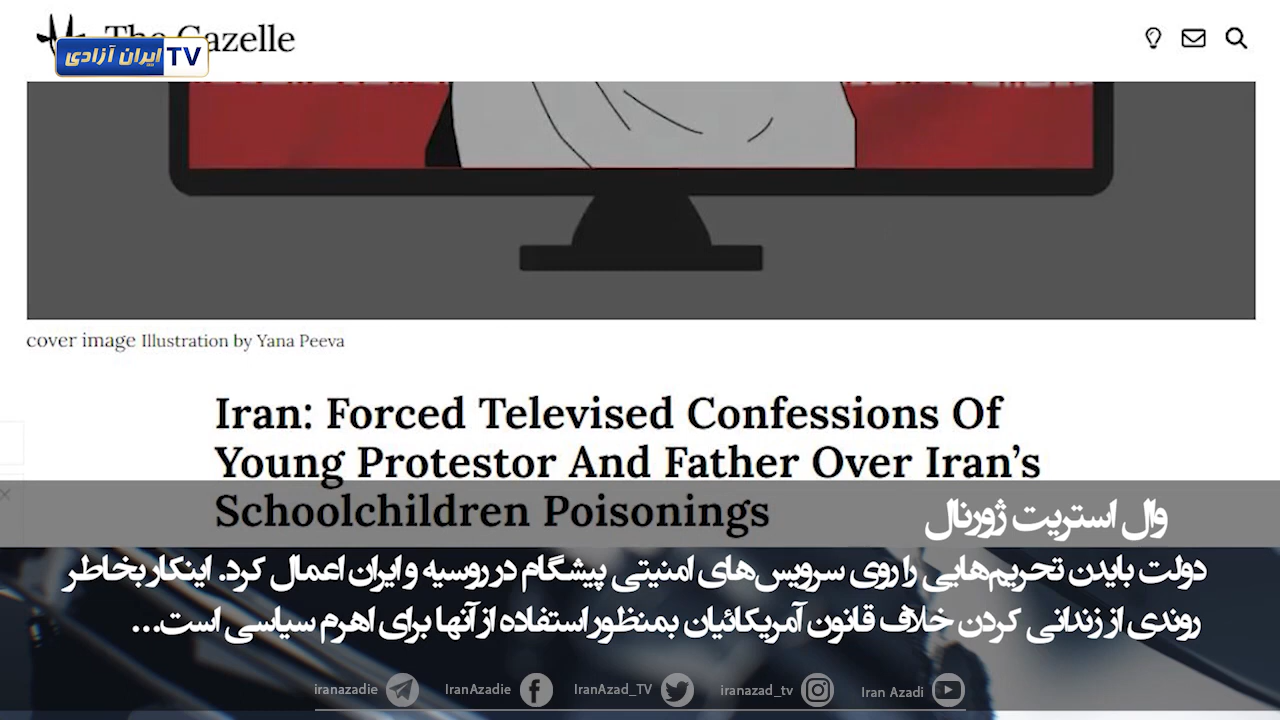 The Gazelle
ایران آزادی TV
cover image Illustration by Yana Peeva
Iran: Forced Televised Confessions Of
Young Protestor And Father Over Iran’s
Schoolchildren Poisonings
وال استریت ژورنال
دولت بایدن تحریم‌هایی را روی سرویس‌های امنیتی پیشگام در روسیه و ایران اعمال کرد. اینکار بخاطر
روندی از زندانی کردن خلاف قانون آمریکائیان بمنظور استفاده از آنها برای اهرم سیاسی است...
iranazadie IranAzadie IranAzad_TV iranazad_tv Iran Azadi